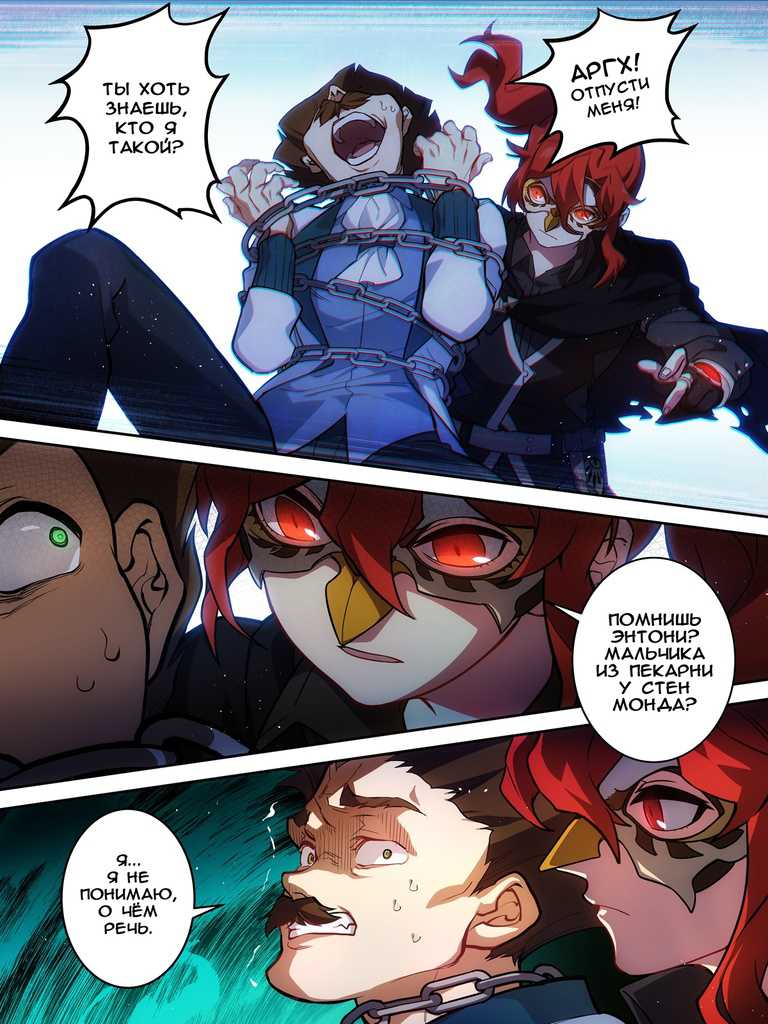 ТЫ ХОТЬ
ЗНАЕШЬ,
КТО Я
ТАКОЙ?
АРГХ!
ОТПУСТИ
МЕНЯ!
ПОМНИШЬ
ЭНТОНИ?
МАЛЬЧИКА
ИЗ ПЕКАРНИ
У СТЕН
МОНДА?
Я...
Я НЕ
ПОНИМАЮ,
О ЧЁМ
РЕЧЬ.